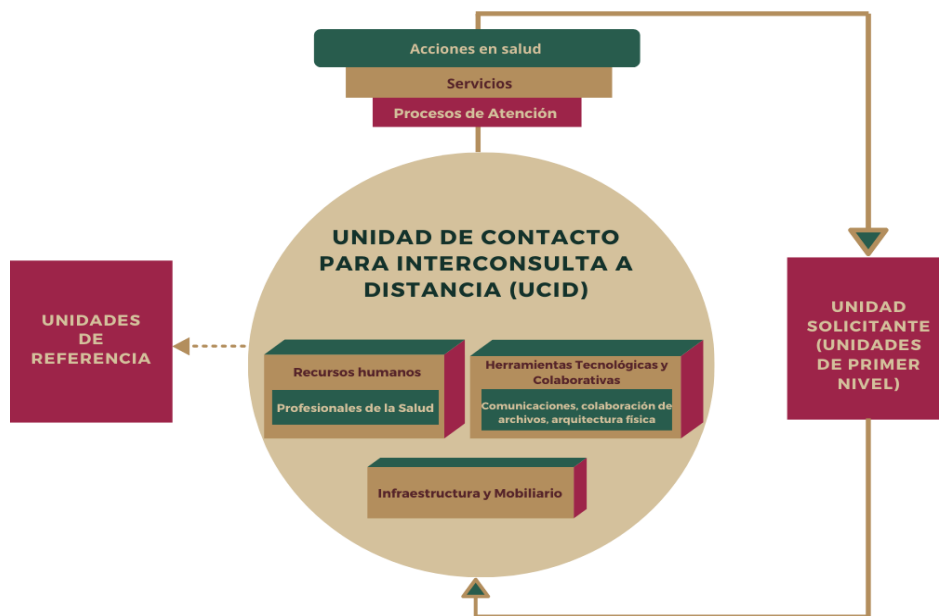 Acciones en salud
Servicios
Procesos de Atención
UNIDAD DE CONTACTO
PARA INTERCONSULTA A
DISTANCIA (UCID)
UNIDADES
DE
REFERENCIA
UNIDAD
SOLICITANTE
(UNIDADES
DE PRIMER
NIVEL)
Recursos humanos
Profesionales de la Salud
Herramientas Tecnológicas y
Colaborativas
Comunicaciones, colaboración de
archivos, arquitectura física
Infraestructura y Mobiliario